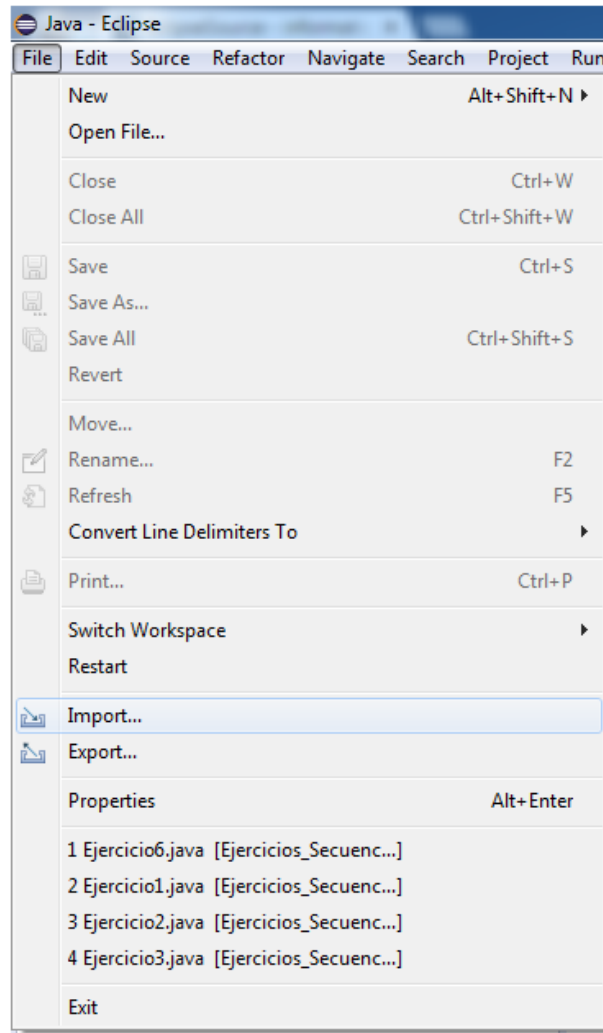 Java - Eclipse
File Edit Source Refactor Navigate Search Project Run
New Alt+Shift+N
Open File...
Close Ctrl+W
Close All Ctrl+Shift+W
Save Ctrl+S
Save As...
Save All Ctrl+Shift+S
Revert
Move...
Rename... F2
Refresh F5
Convert Line Delimiters To
Print... Ctrl+P
Switch Workspace
Restart
Import...
Export...
Properties Alt+Enter
1 Ejercicio6.java [Ejercicios_Secuenc...]
2 Ejercicio1.java [Ejercicios_Secuenc...]
3 Ejercicio2.java [Ejercicios_Secuenc...]
4 Ejercicio3.java [Ejercicios_Secuenc...]
Exit